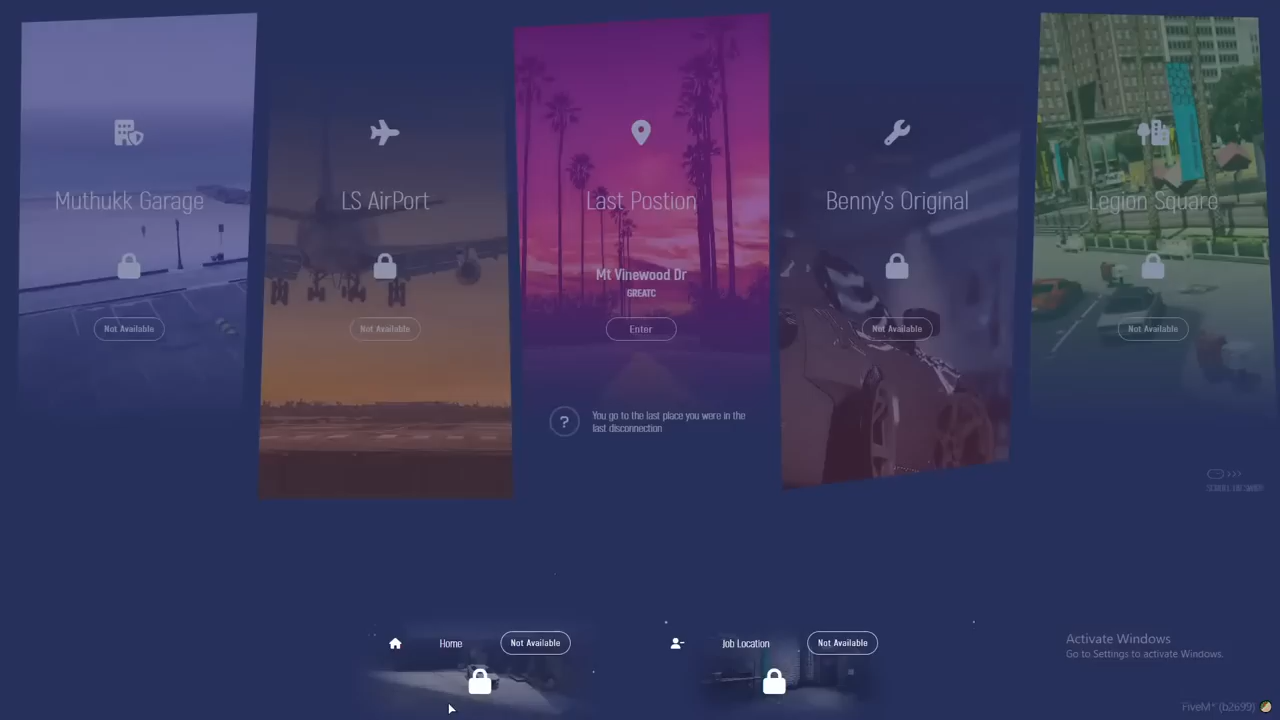 Muthukk Garage
Not Available
LS AirPort
Not Available
Last Postion
Mt Vinewood Dr
GREATC
Enter
?
You go to the last place you were in the
last disconnection
Benny's Original
Not Available
Legion Square
Not Available
Home
Not Available
Job Location
Not Available
Activate Windows
Go to Settings to activate Windows.
FiveM* (b2699)